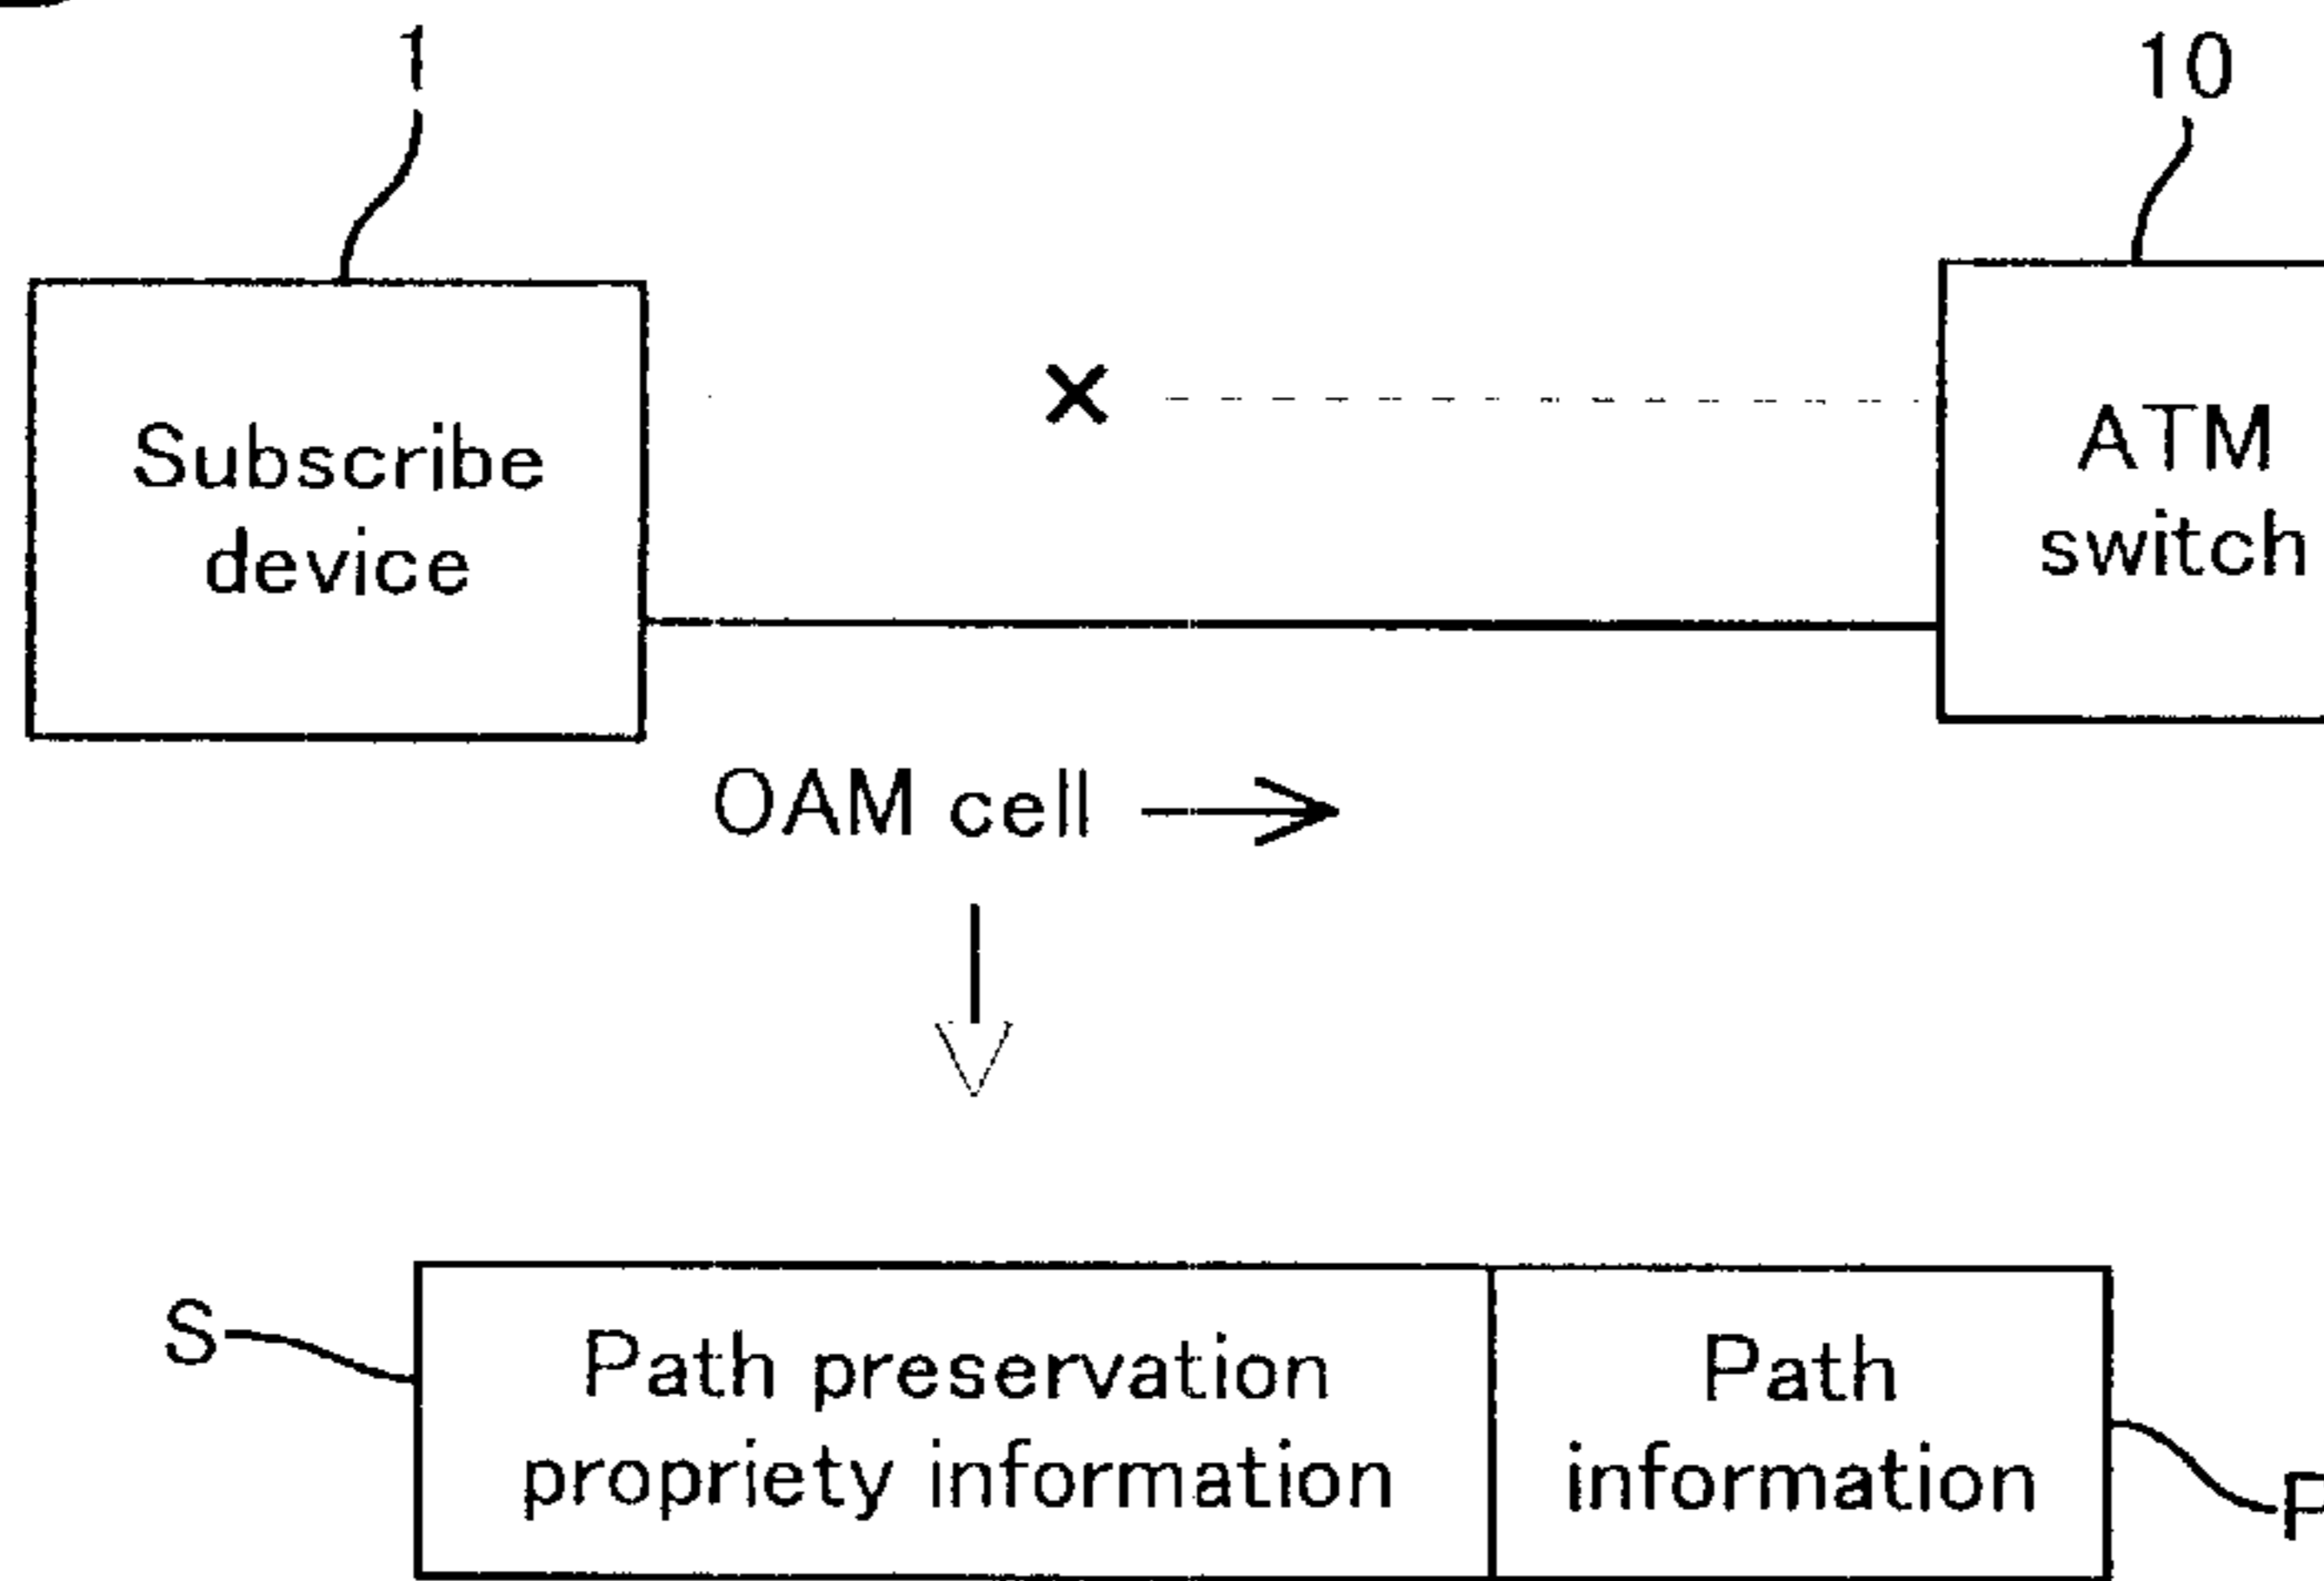 1
10
Subscribe
device
ATM
switch
OAM cell
S
Path preservation
propriety information
Path
information
P